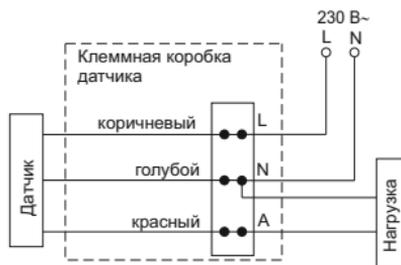 230 В~
L N
Клеммная коробка
датчика
коричневый L
голубой N
красный A
Датчик
Нагрузка